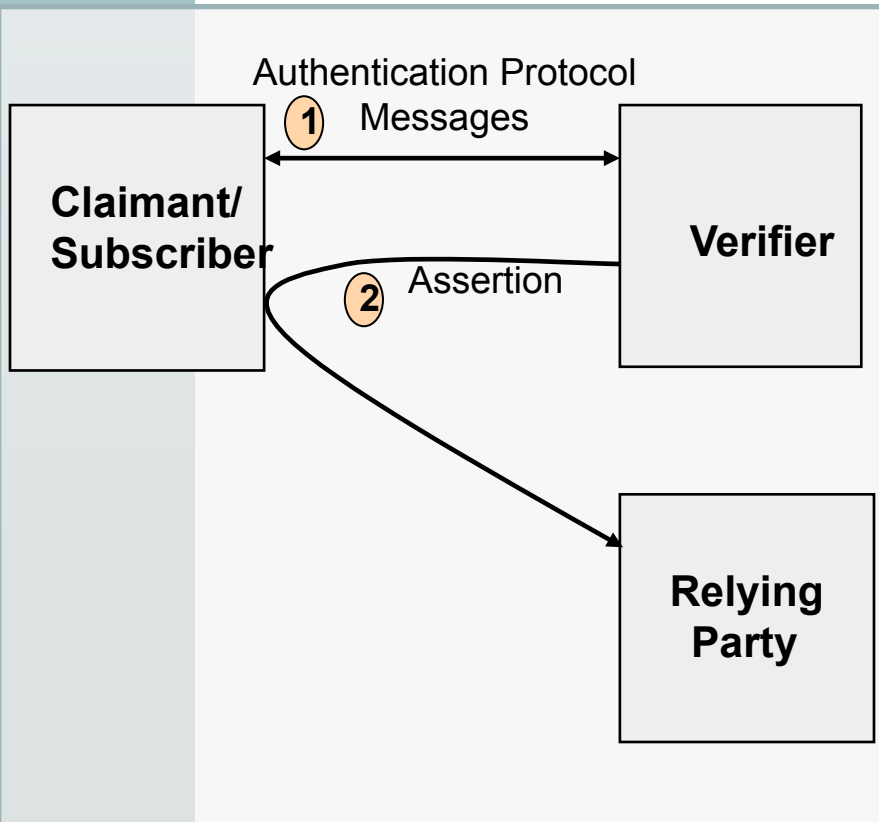 Authentication Protocol
Messages
1
Claimant/
Subscriber
Verifier
Assertion
2
Relying
Party